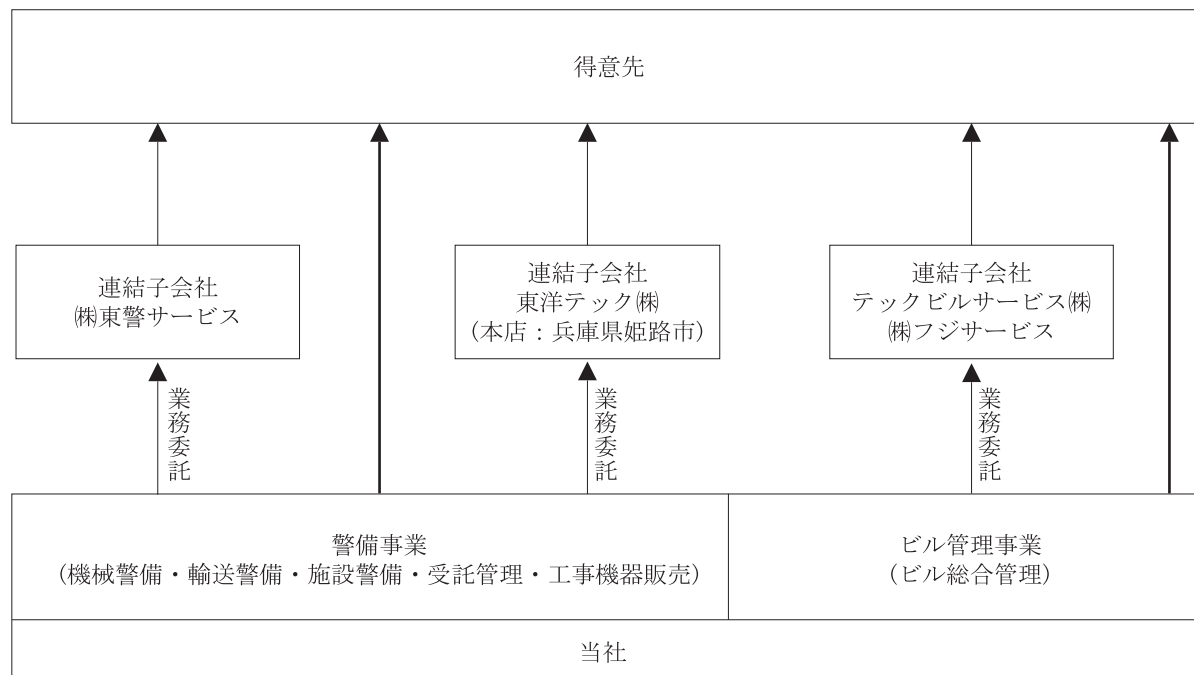 得意先
連結子会社
㈱東警サービス
連結子会社
東洋テック㈱
（本店：兵庫県姫路市）
連結子会社
テックビルサービス㈱
㈱フジサービス
業務委託
業務委託
業務委託
警備事業
（機械警備・輸送警備・施設警備・受託管理・工事機器販売）
ビル管理事業
（ビル総合管理）
当社